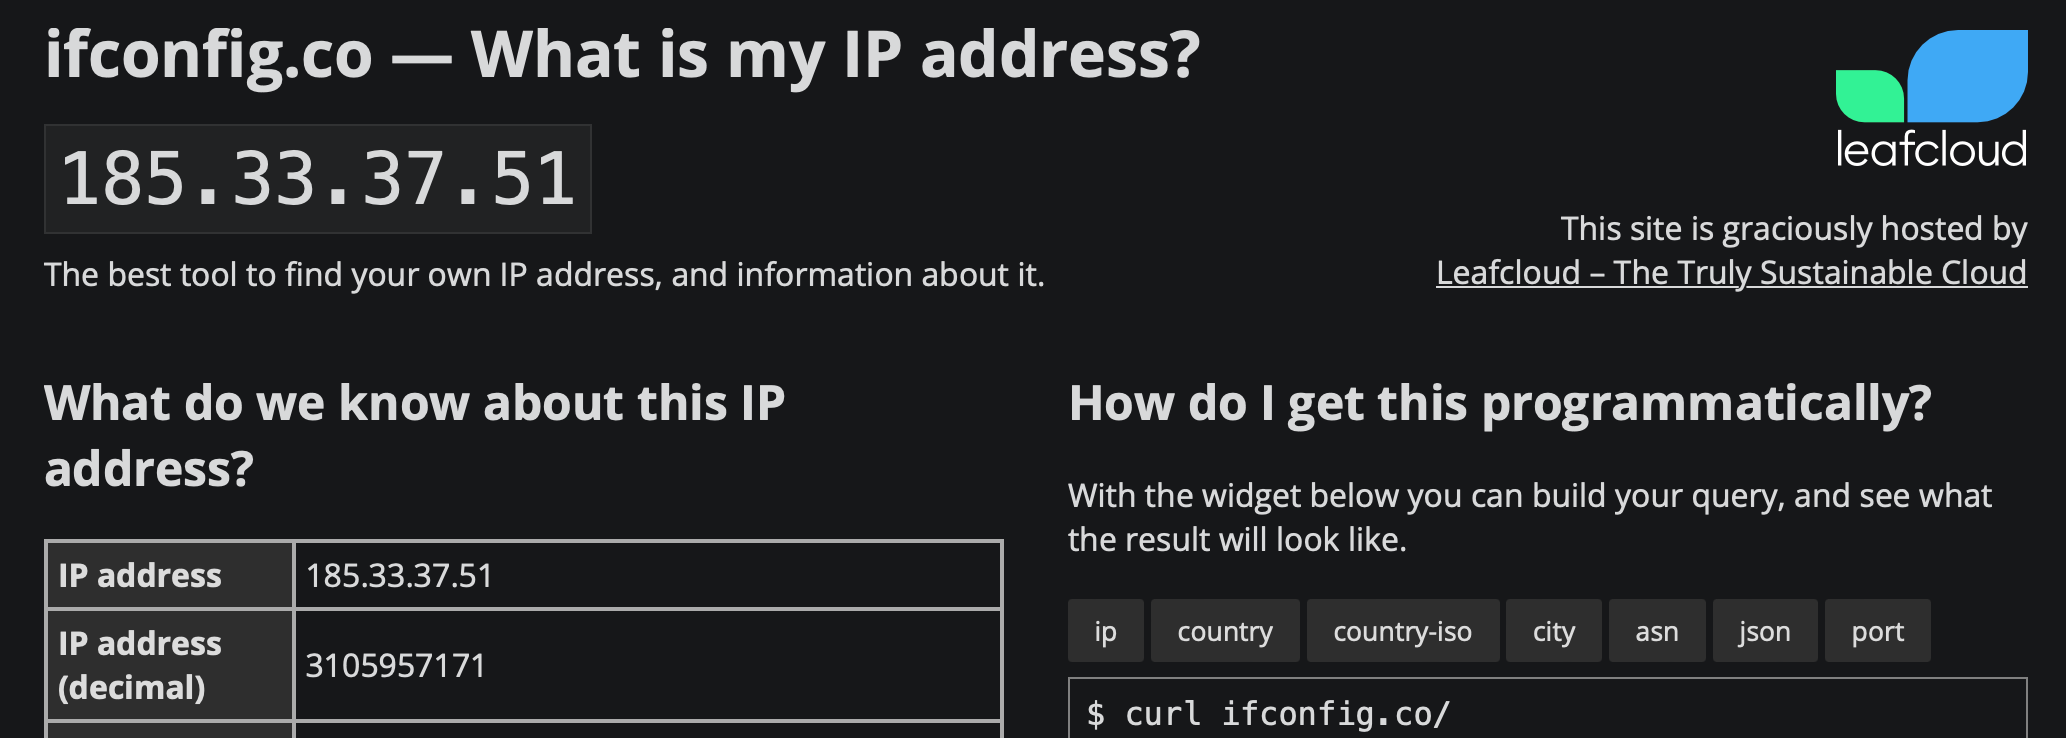 ifconfig.co — What is my IP address?
185.33.37.51
The best tool to find your own IP address, and information about it.
leafcloud
This site is graciously hosted by
Leafcloud – The Truly Sustainable Cloud
What do we know about this IP
address?
IP address
185.33.37.51
IP address
(decimal)
3105957171
How do I get this programmatically?
With the widget below you can build your query, and see what
the result will look like.
ip country country-iso city asn json port
$ curl ifconfig.co/